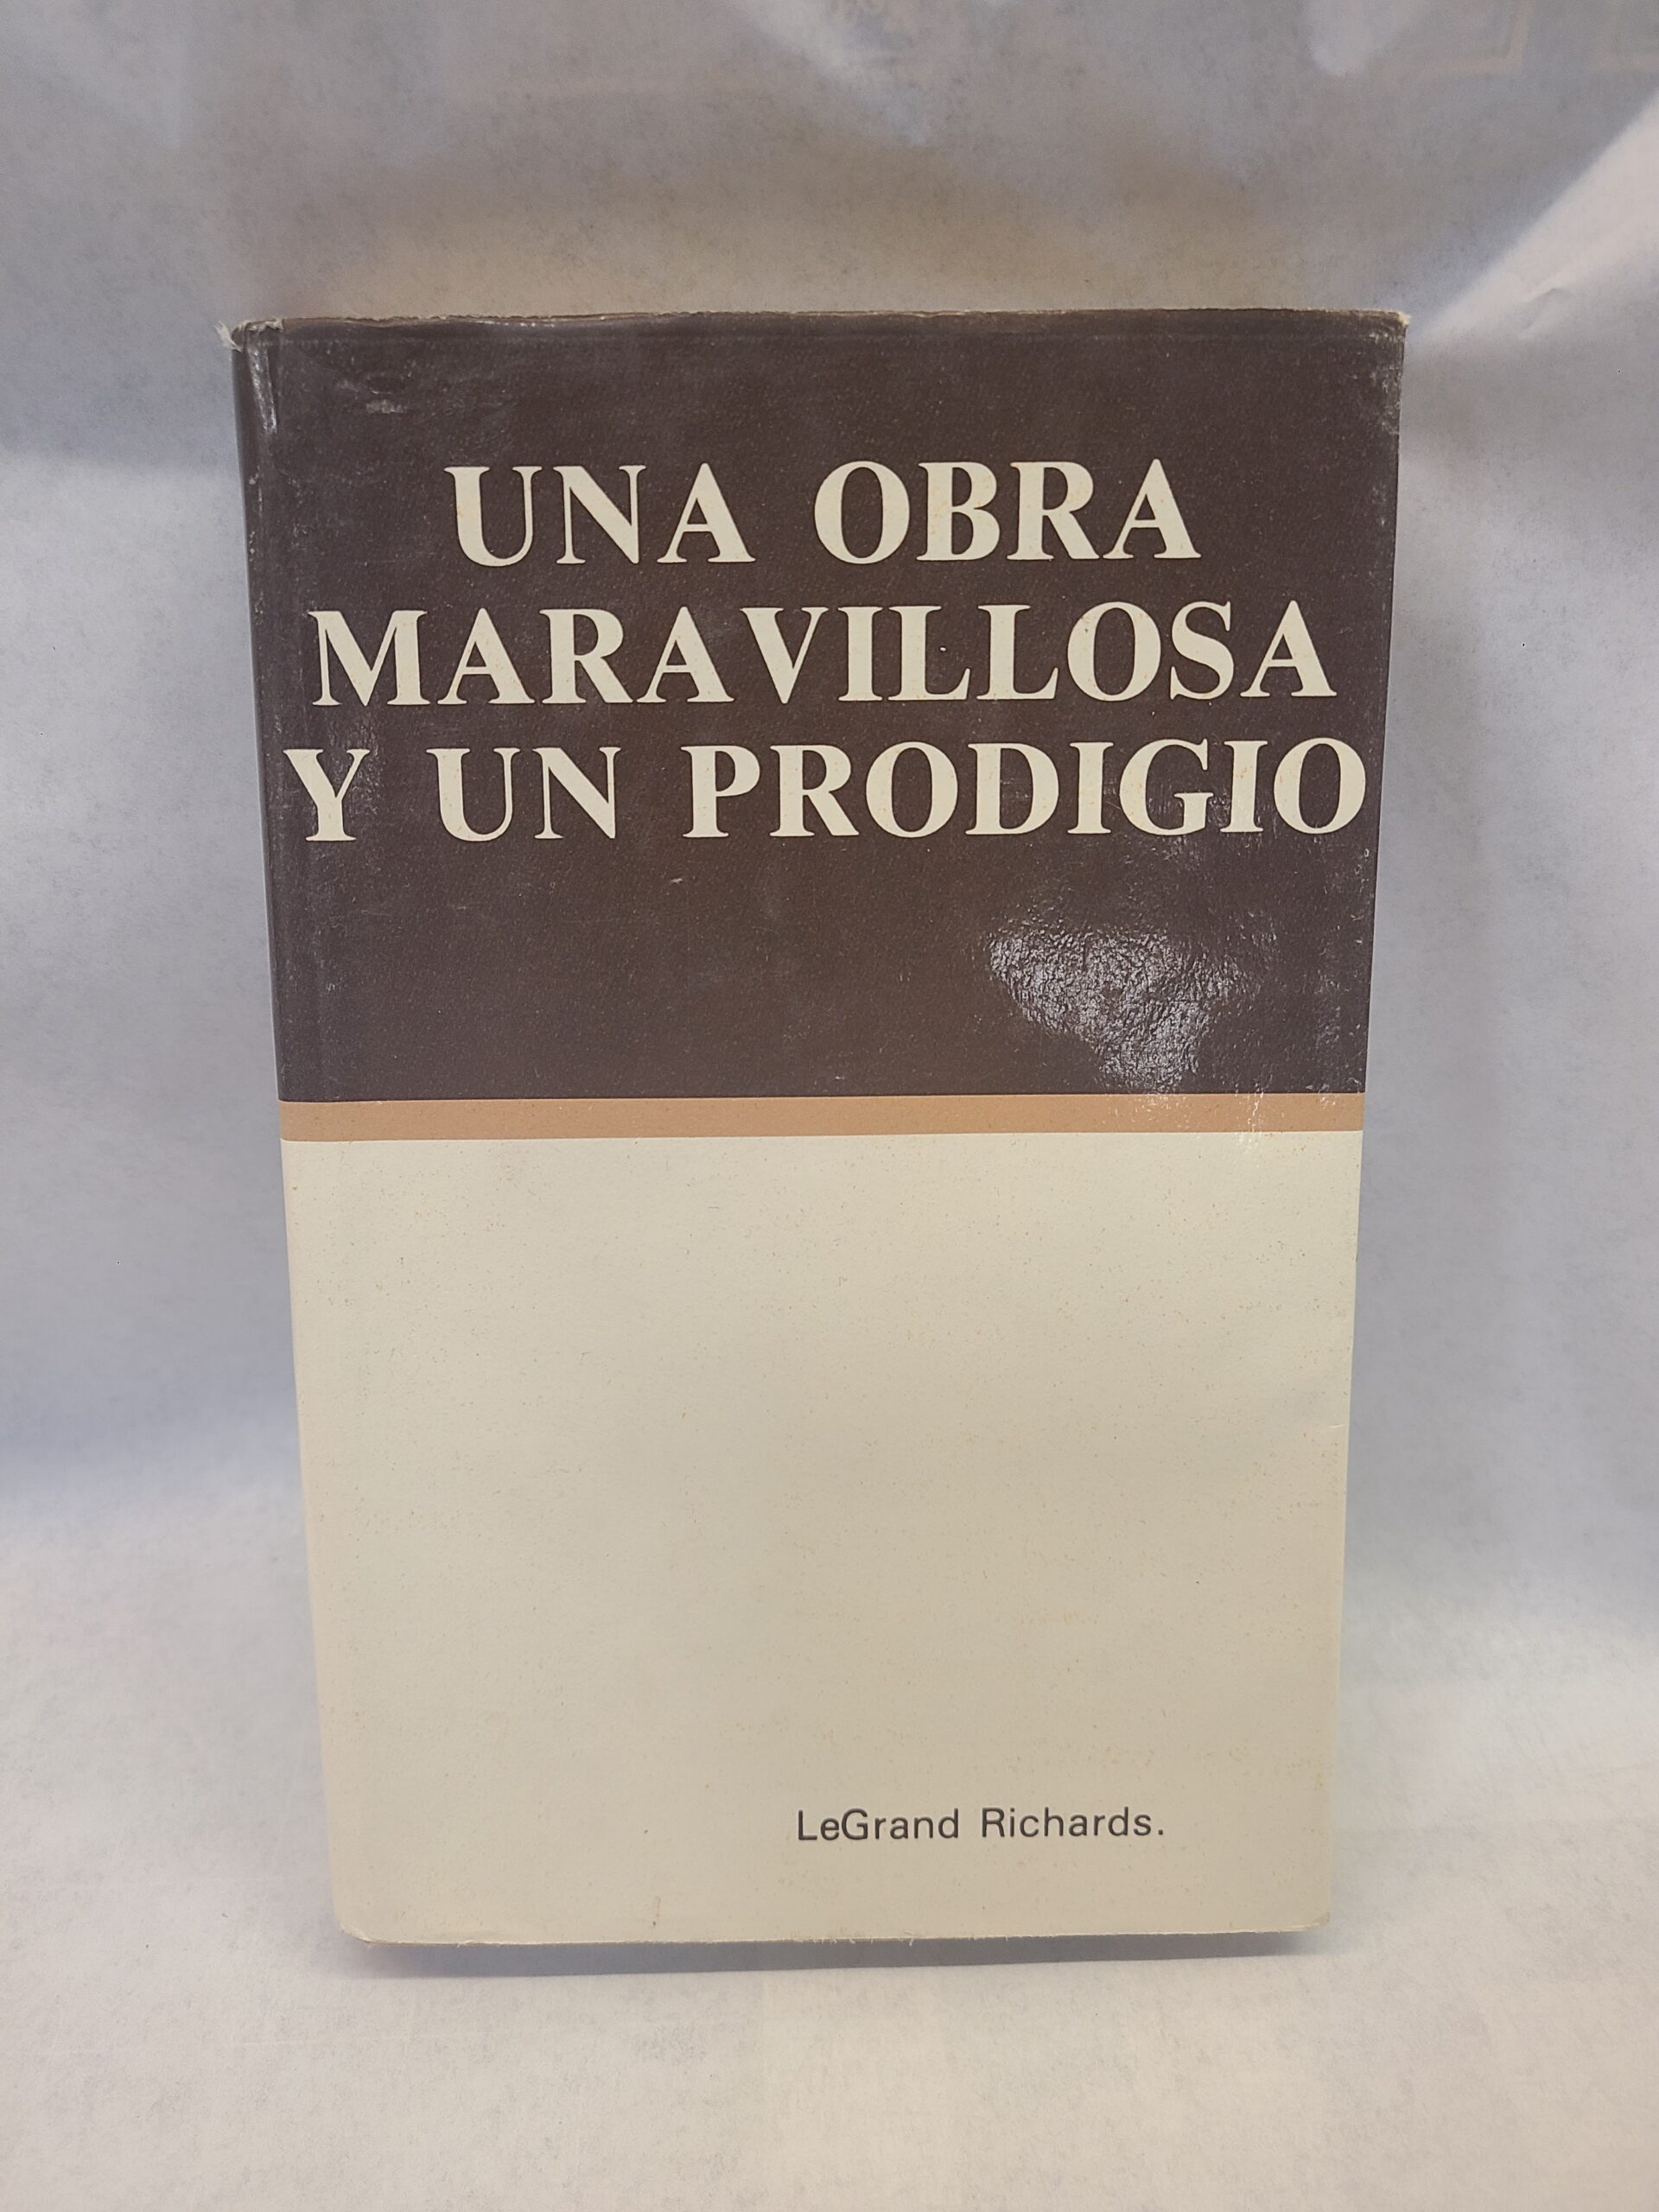 UNA OBRA
MARAVILLOSA
Y UN PRODIGIO
LeGrand Richards.